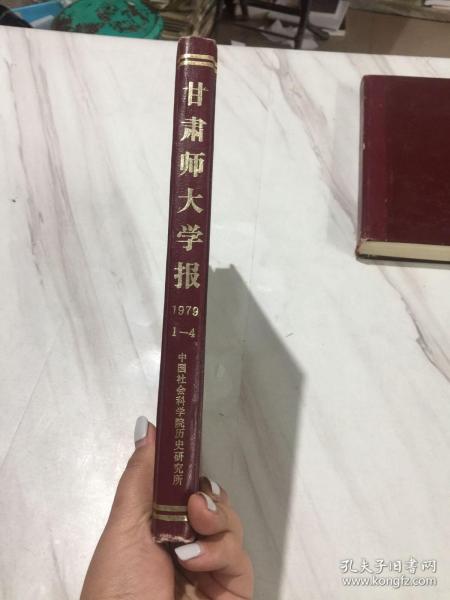 甘肃师大学报
1979
1—4
中国社会科学院历史研究所
孔夫子旧书网
www.kongfz.com